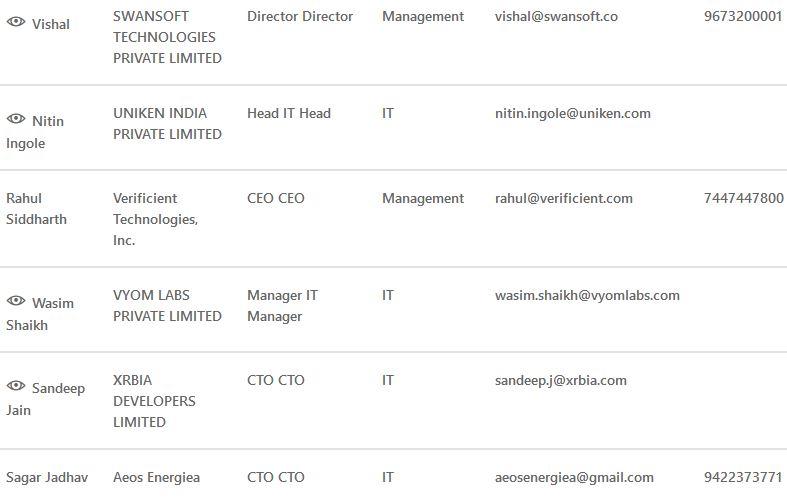 Vishal SWANSOFT TECHNOLOGIES PRIVATE LIMITED Director Director Management vishal@swansoft.co 9673200001
Nitin Ingole UNIKEN INDIA PRIVATE LIMITED Head IT Head IT nitin.ingole@uniken.com
Rahul Siddharth Verificient Technologies, Inc. CEO CEO Management rahul@verificient.com 7447447800
Wasim Shaikh VYOM LABS PRIVATE LIMITED Manager IT Manager IT wasim.shaikh@vyomlabs.com
Sandeep Jain XRBIA DEVELOPERS LIMITED CTO CTO IT sandeep.j@xrbia.com
Sagar Jadhav Aeos Energiea CTO CTO IT aeosenergiea@gmail.com 9422373771